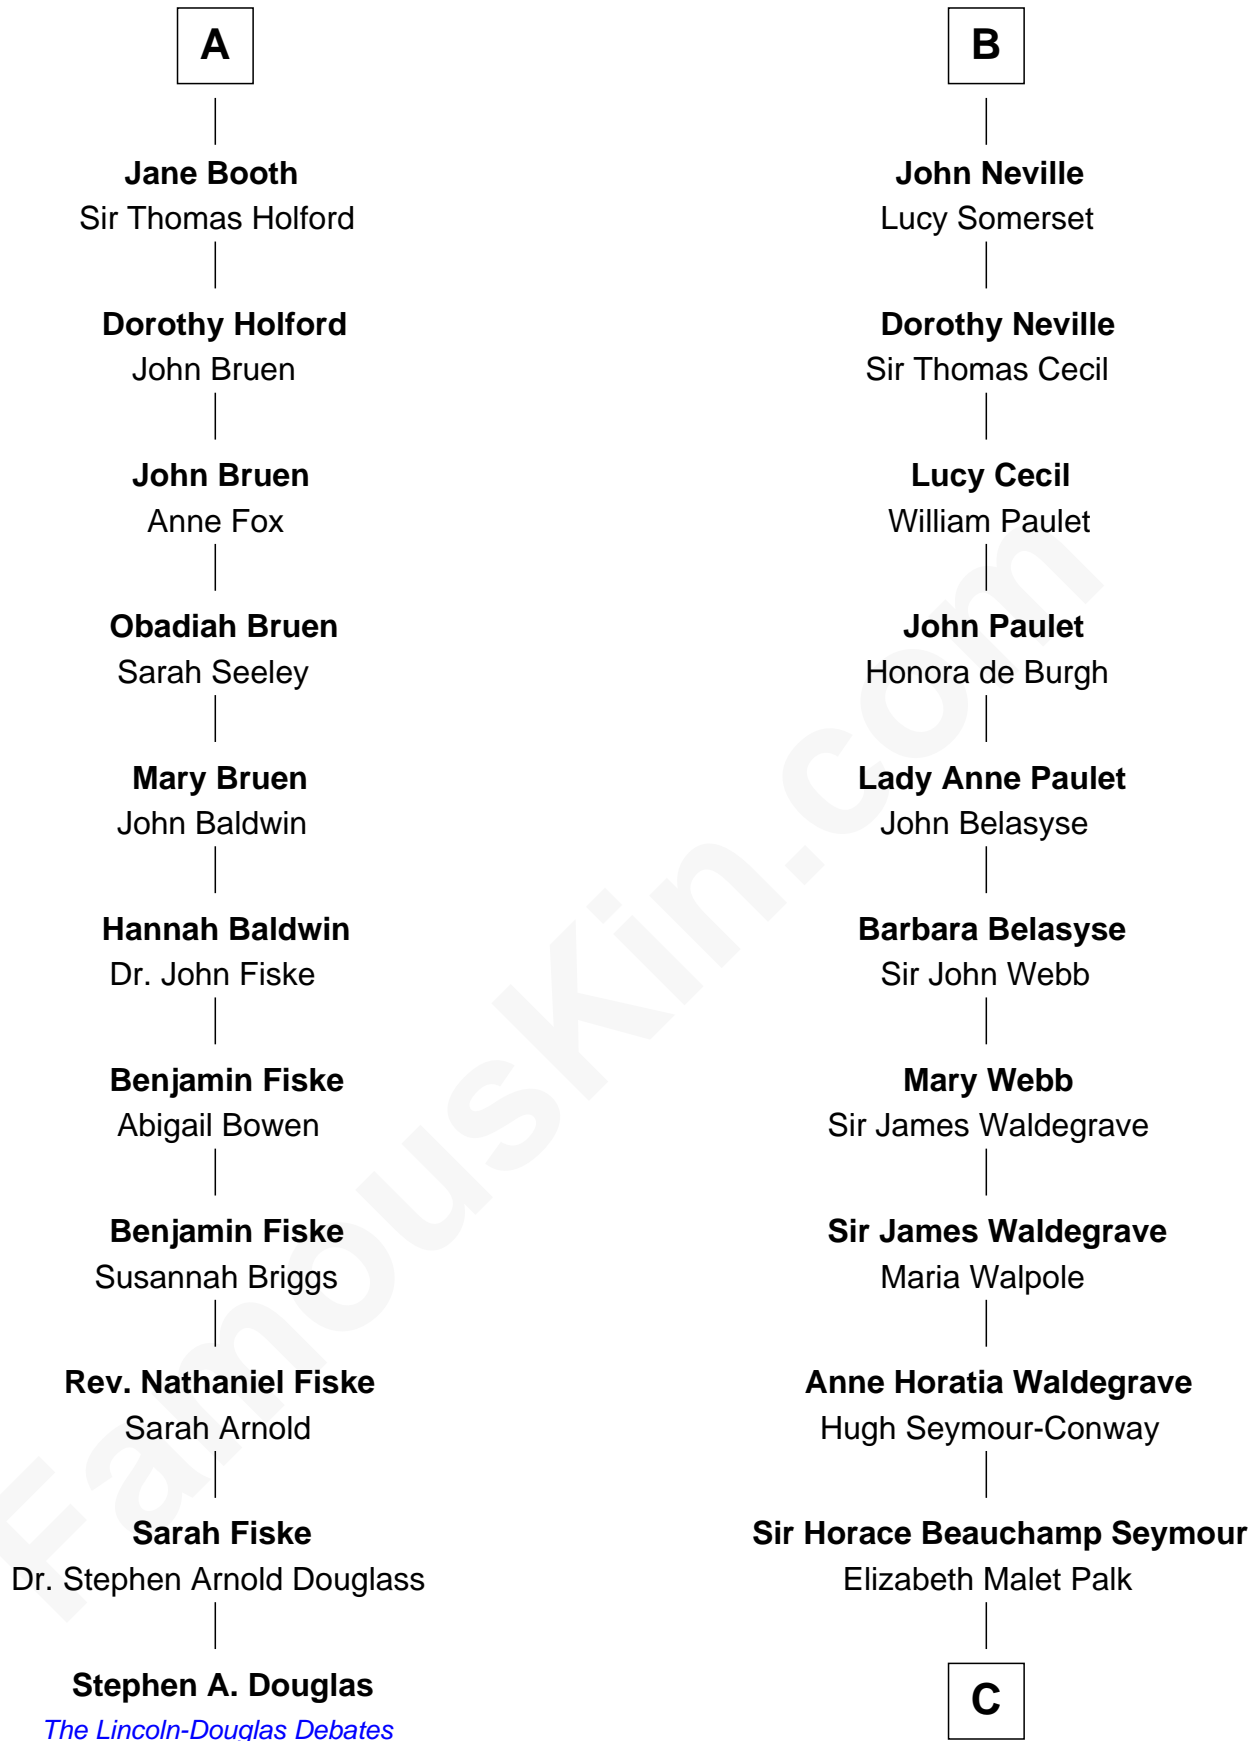 A
Jane Booth
Sir Thomas Holford
Dorothy Holford
John Bruen
John Bruen
Anne Fox
Obadiah Bruen
Sarah Seeley
Mary Bruen
John Baldwin
Hannah Baldwin
Dr. John Fiske
Benjamin Fiske
Abigail Bowen
Benjamin Fiske
Susannah Briggs
Rev. Nathaniel Fiske
Sarah Arnold
Sarah Fiske
Dr. Stephen Arnold Douglass
Stephen A. Douglas
The Lincoln-Douglas Debates
B
John Neville
Lucy Somerset
Dorothy Neville
Sir Thomas Cecil
Lucy Cecil
William Paulet
John Paulet
Honora de Burgh
Lady Anne Paulet
John Belasyse
Barbara Belasyse
Sir John Webb
Mary Webb
Sir James Waldegrave
Sir James Waldegrave
Maria Walpole
Anne Horatia Waldegrave
Hugh Seymour-Conway
Sir Horace Beauchamp Seymour
Elizabeth Malet Palk
C
FamousKin.com